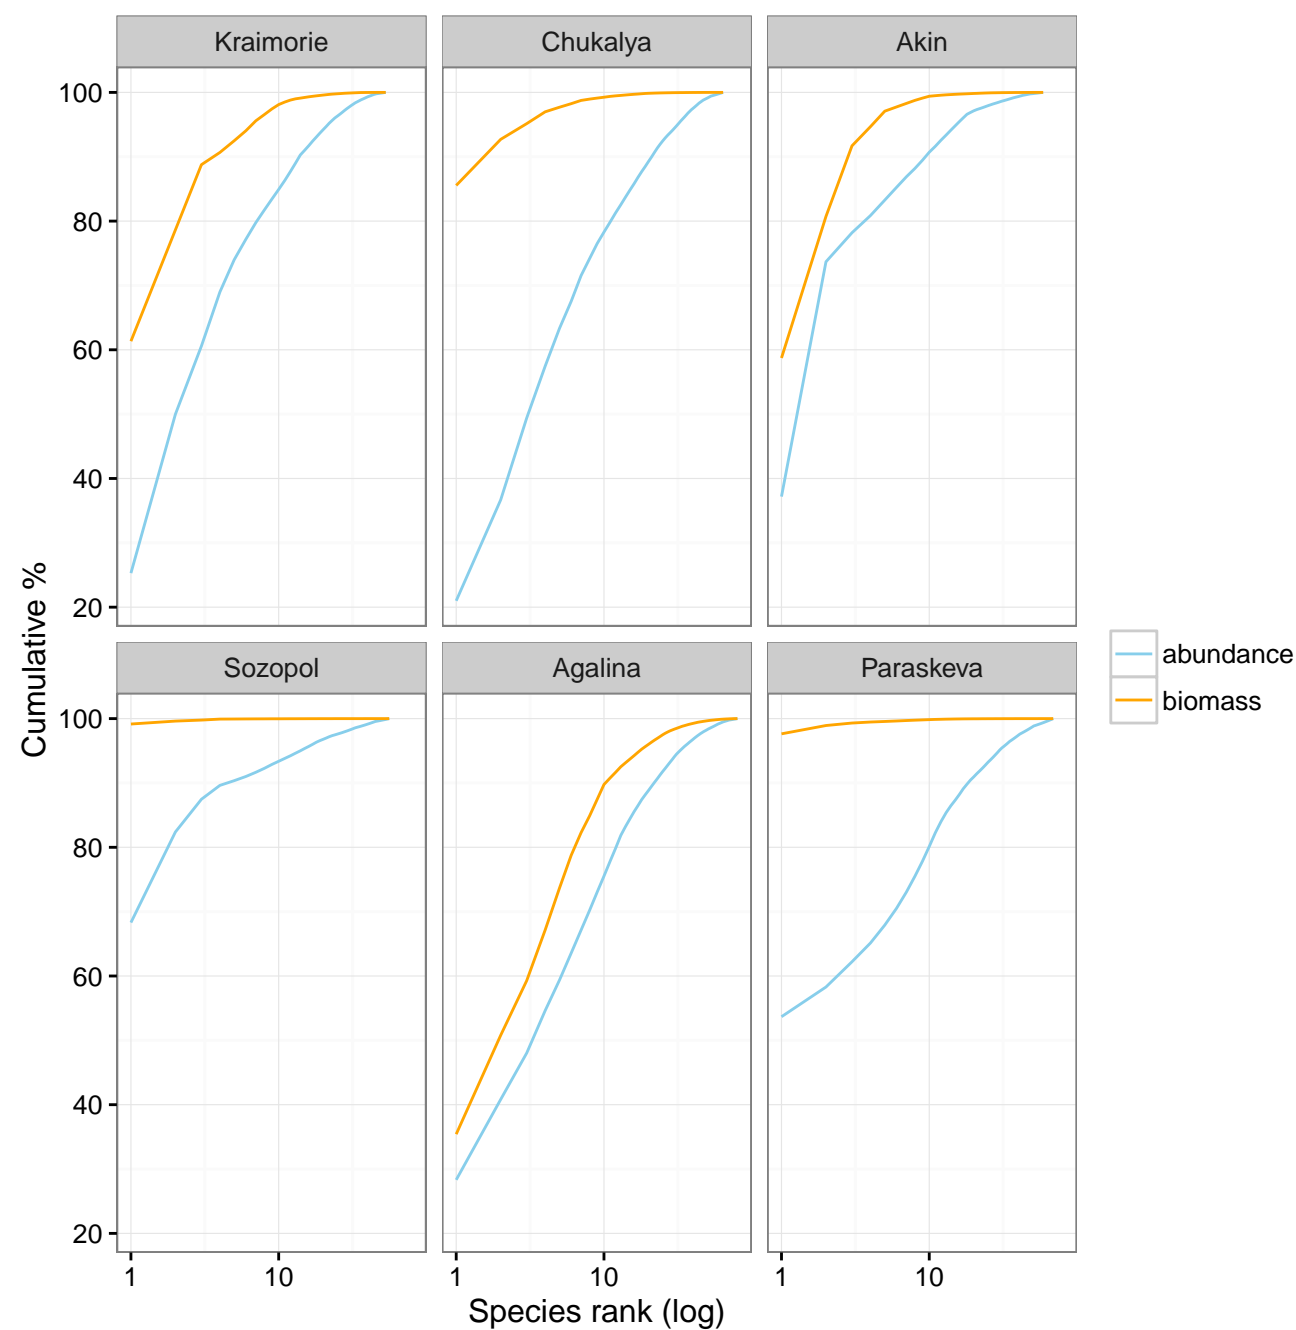 Kraimorie
Chukalya
Akin
100
80
60
40
20
Cumulative %
Sozopol
Agalina
Paraskeva
100
80
60
40
20
1
10
1
10
1
10
Species rank (log)
abundance
biomass